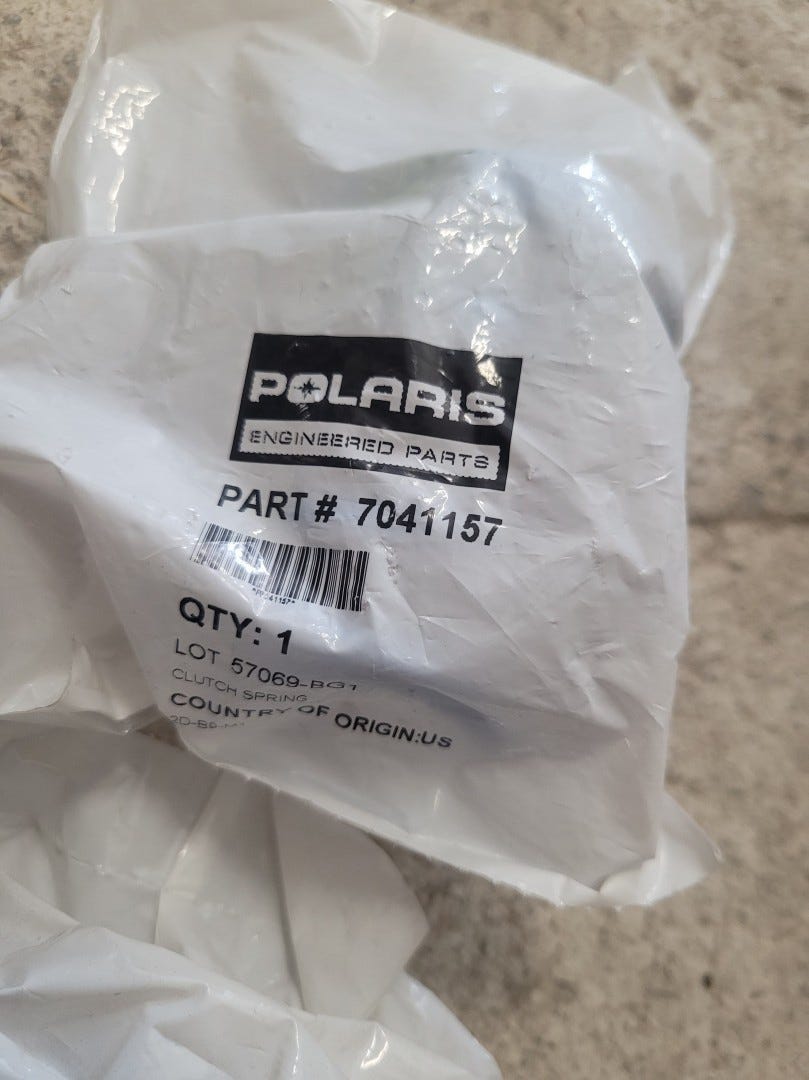 POLARIS
ENGINEERED PARTS
PART # 7041157
QTY: 1
LOT 57069-BG1
CLUTCH SPRING
COUNTRY OF ORIGIN:US